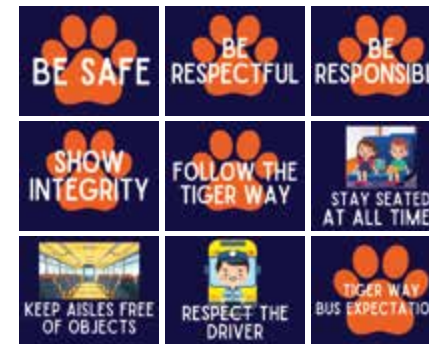 BE SAFE
BE
RESPECTFUL
BE
RESPONSIBL
SHOW
INTEGRITY
FOLLOW THE
TIGER WAY
STAY SEATED
AT ALL TIME
KEEP AISLES FREE
OF OBJECTS
RESPECT THE
DRIVER
TIGER WAY
BUS EXPECTATIO